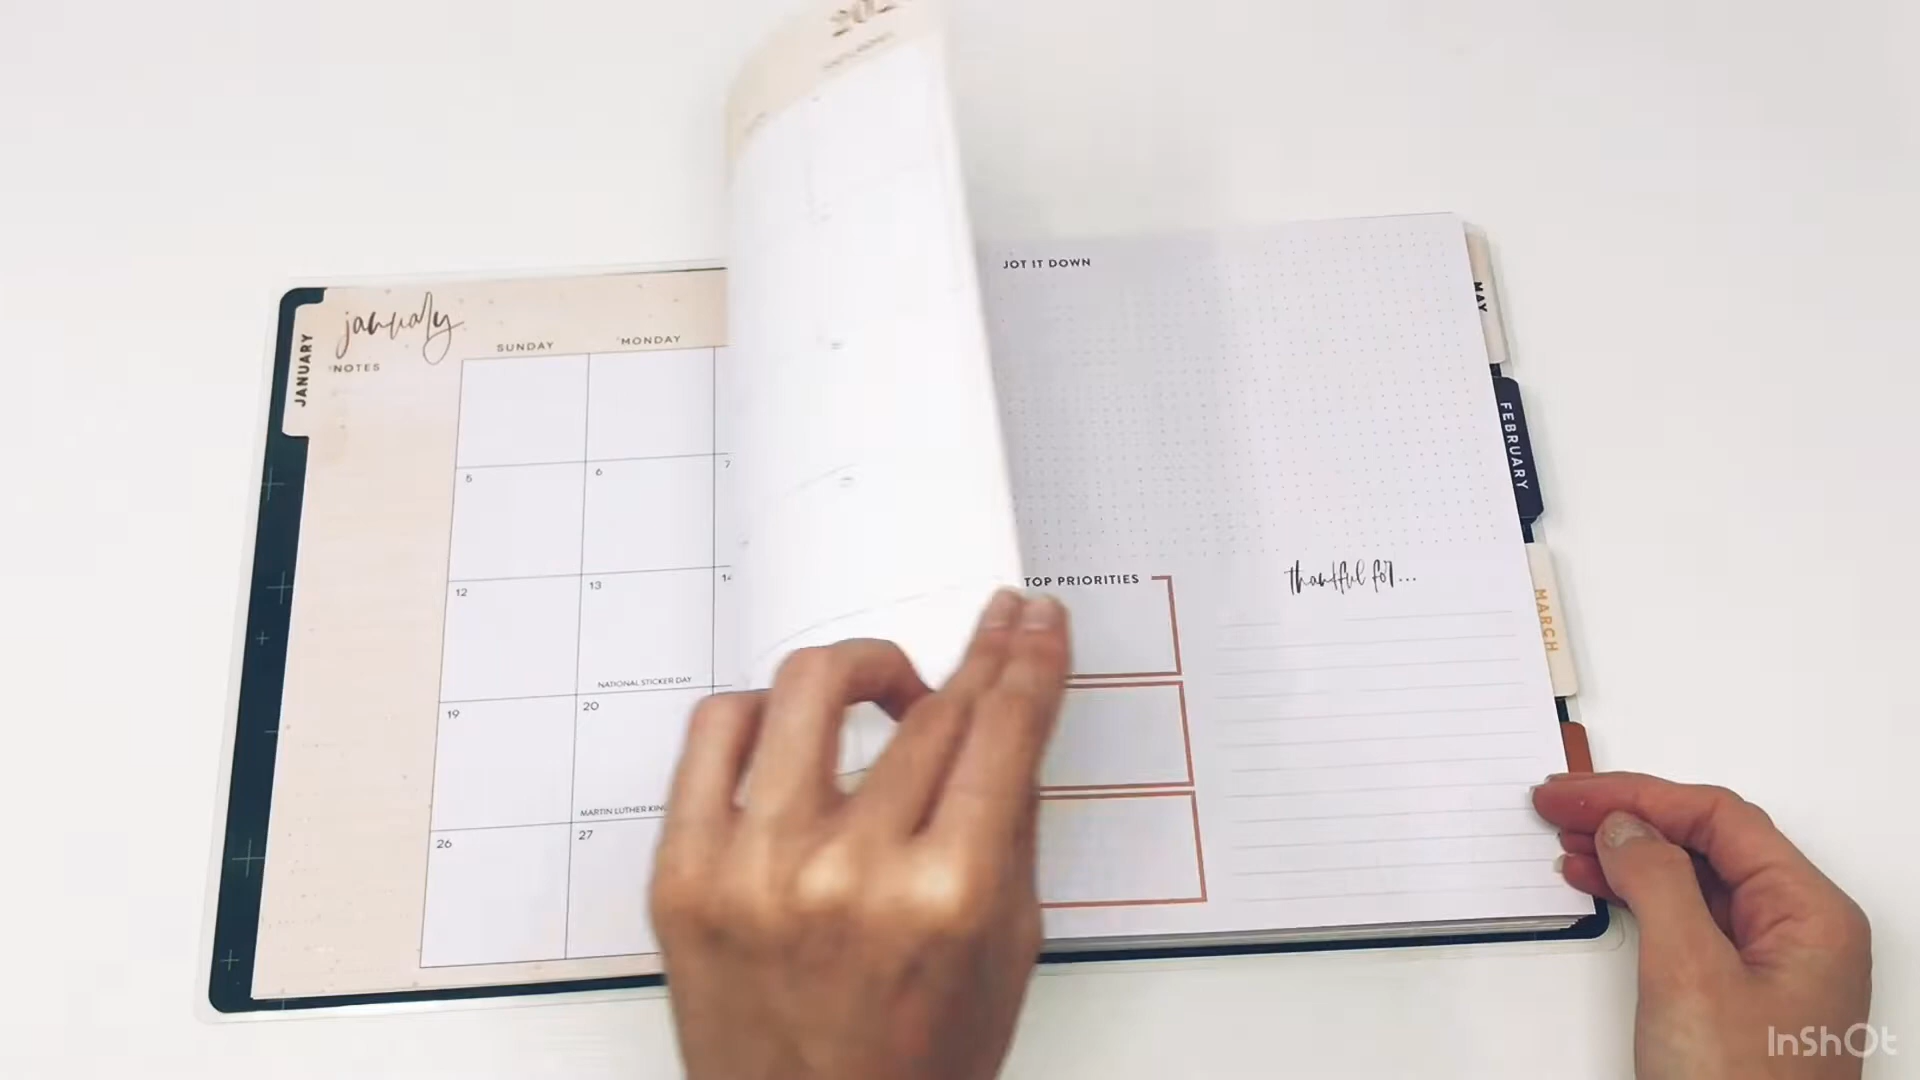 january
JANUARY
NOTES
SUNDAY
MONDAY
5
6
7
12
13
14
NATIONAL STICKER DAY
19
20
MARTIN LUTHER KING
26
27
JOT IT DOWN
TOP PRIORITIES
thankful for...
MAY
FEBRUARY
MARCH
InShOt